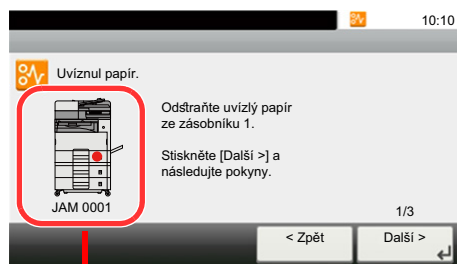 10:10
Uvíznul papír.
Odstraňte uvízlý papír
ze zásobníku 1.
Stiskněte [Další >] a
následujte pokyny.
JAM 0001
1/3
< Zpět
Další >